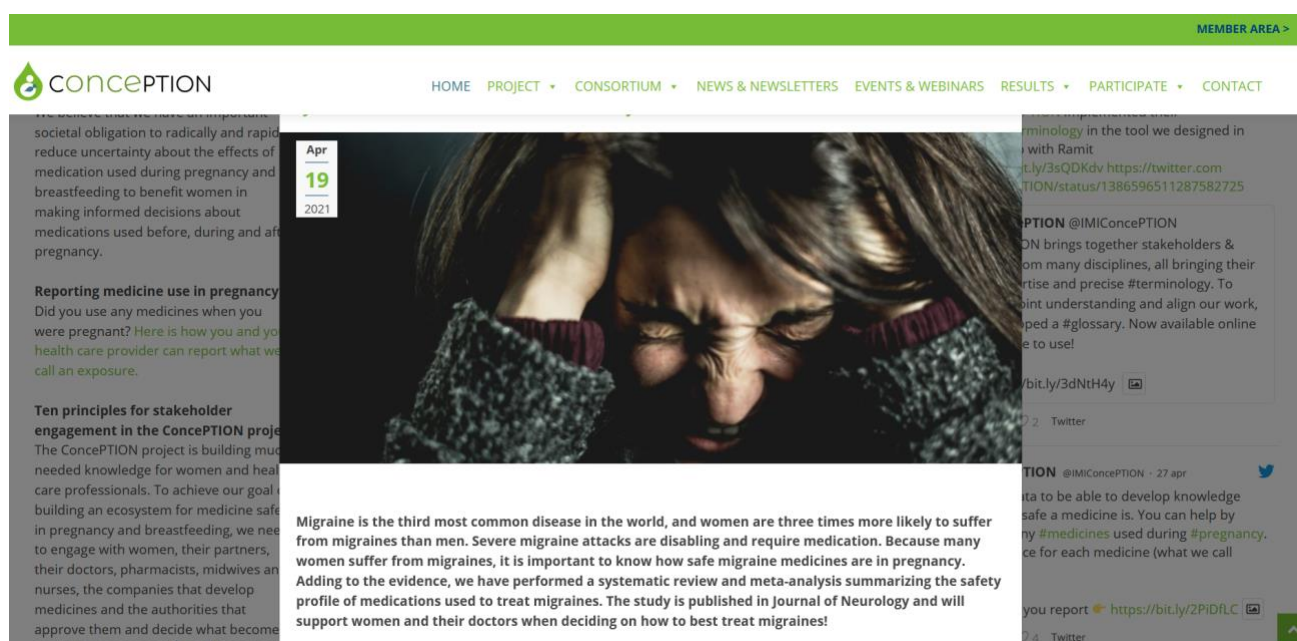 MEMBER AREA >
ConcePTION
HOME PROJECT CONSORTIUM NEWS & NEWSLETTERS EVENTS & WEBINARS RESULTS PARTICIPATE CONTACT
societal obligation to radically and rapid
reduce uncertainty about the effects of
medication used during pregnancy and
breastfeeding to benefit women in
making informed decisions about
medications used before, during and aft
pregnancy.
Reporting medicine use in pregnancy
Did you use any medicines when you
were pregnant? Here is how you and yo
health care provider can report what we
call an exposure.
Ten principles for stakeholder
engagement in the ConcePTION proje
The ConcePTION project is building muc
needed knowledge for women and heal
care professionals. To achieve our goal
building an ecosystem for medicine safe
in pregnancy and breastfeeding, we nee
to engage with women, their partners,
their doctors, pharmacists, midwives an
nurses, the companies that develop
medicines and the authorities that
approve them and decide what become
Apr
19
2021
Migraine is the third most common disease in the world, and women are three times more likely to suffer
from migraines than men. Severe migraine attacks are disabling and require medication. Because many
women suffer from migraines, it is important to know how safe migraine medicines are in pregnancy.
Adding to the evidence, we have performed a systematic review and meta-analysis summarizing the safety
profile of medications used to treat migraines. The study is published in Journal of Neurology and will
support women and their doctors when deciding on how to best treat migraines!
rminology in the tool we designed in
with Ramit
t.ly/3sQDKdv https://twitter.com
TION/status/1386596511287582725
PTION @IMIConcePTION
ON brings together stakeholders &
om many disciplines, all bringing their
rtise and precise #terminology. To
oint understanding and align our work,
ped a #glossary. Now available online
e to use!
/bit.ly/3dNtH4y
2 Twitter
TION @IMIConcePTION · 27 apr
ta to be able to develop knowledge
safe a medicine is. You can help by
ny #medicines used during #pregnancy.
ce for each medicine (what we call
you report 👉 https://bit.ly/2PiDfLC
4 Twitter